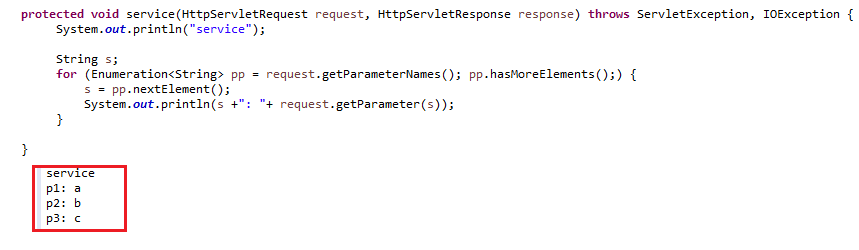 protected void service(HttpServletRequest request, HttpServletResponse response) throws ServletException, IOException {
System.out.println("service");
String s;
for (Enumeration<String> pp = request.getParameterNames(); pp.hasMoreElements();) {
s = pp.nextElement();
System.out.println(s +": "+ request.getParameter(s));
}
}
service
p1: a
p2: b
p3: c